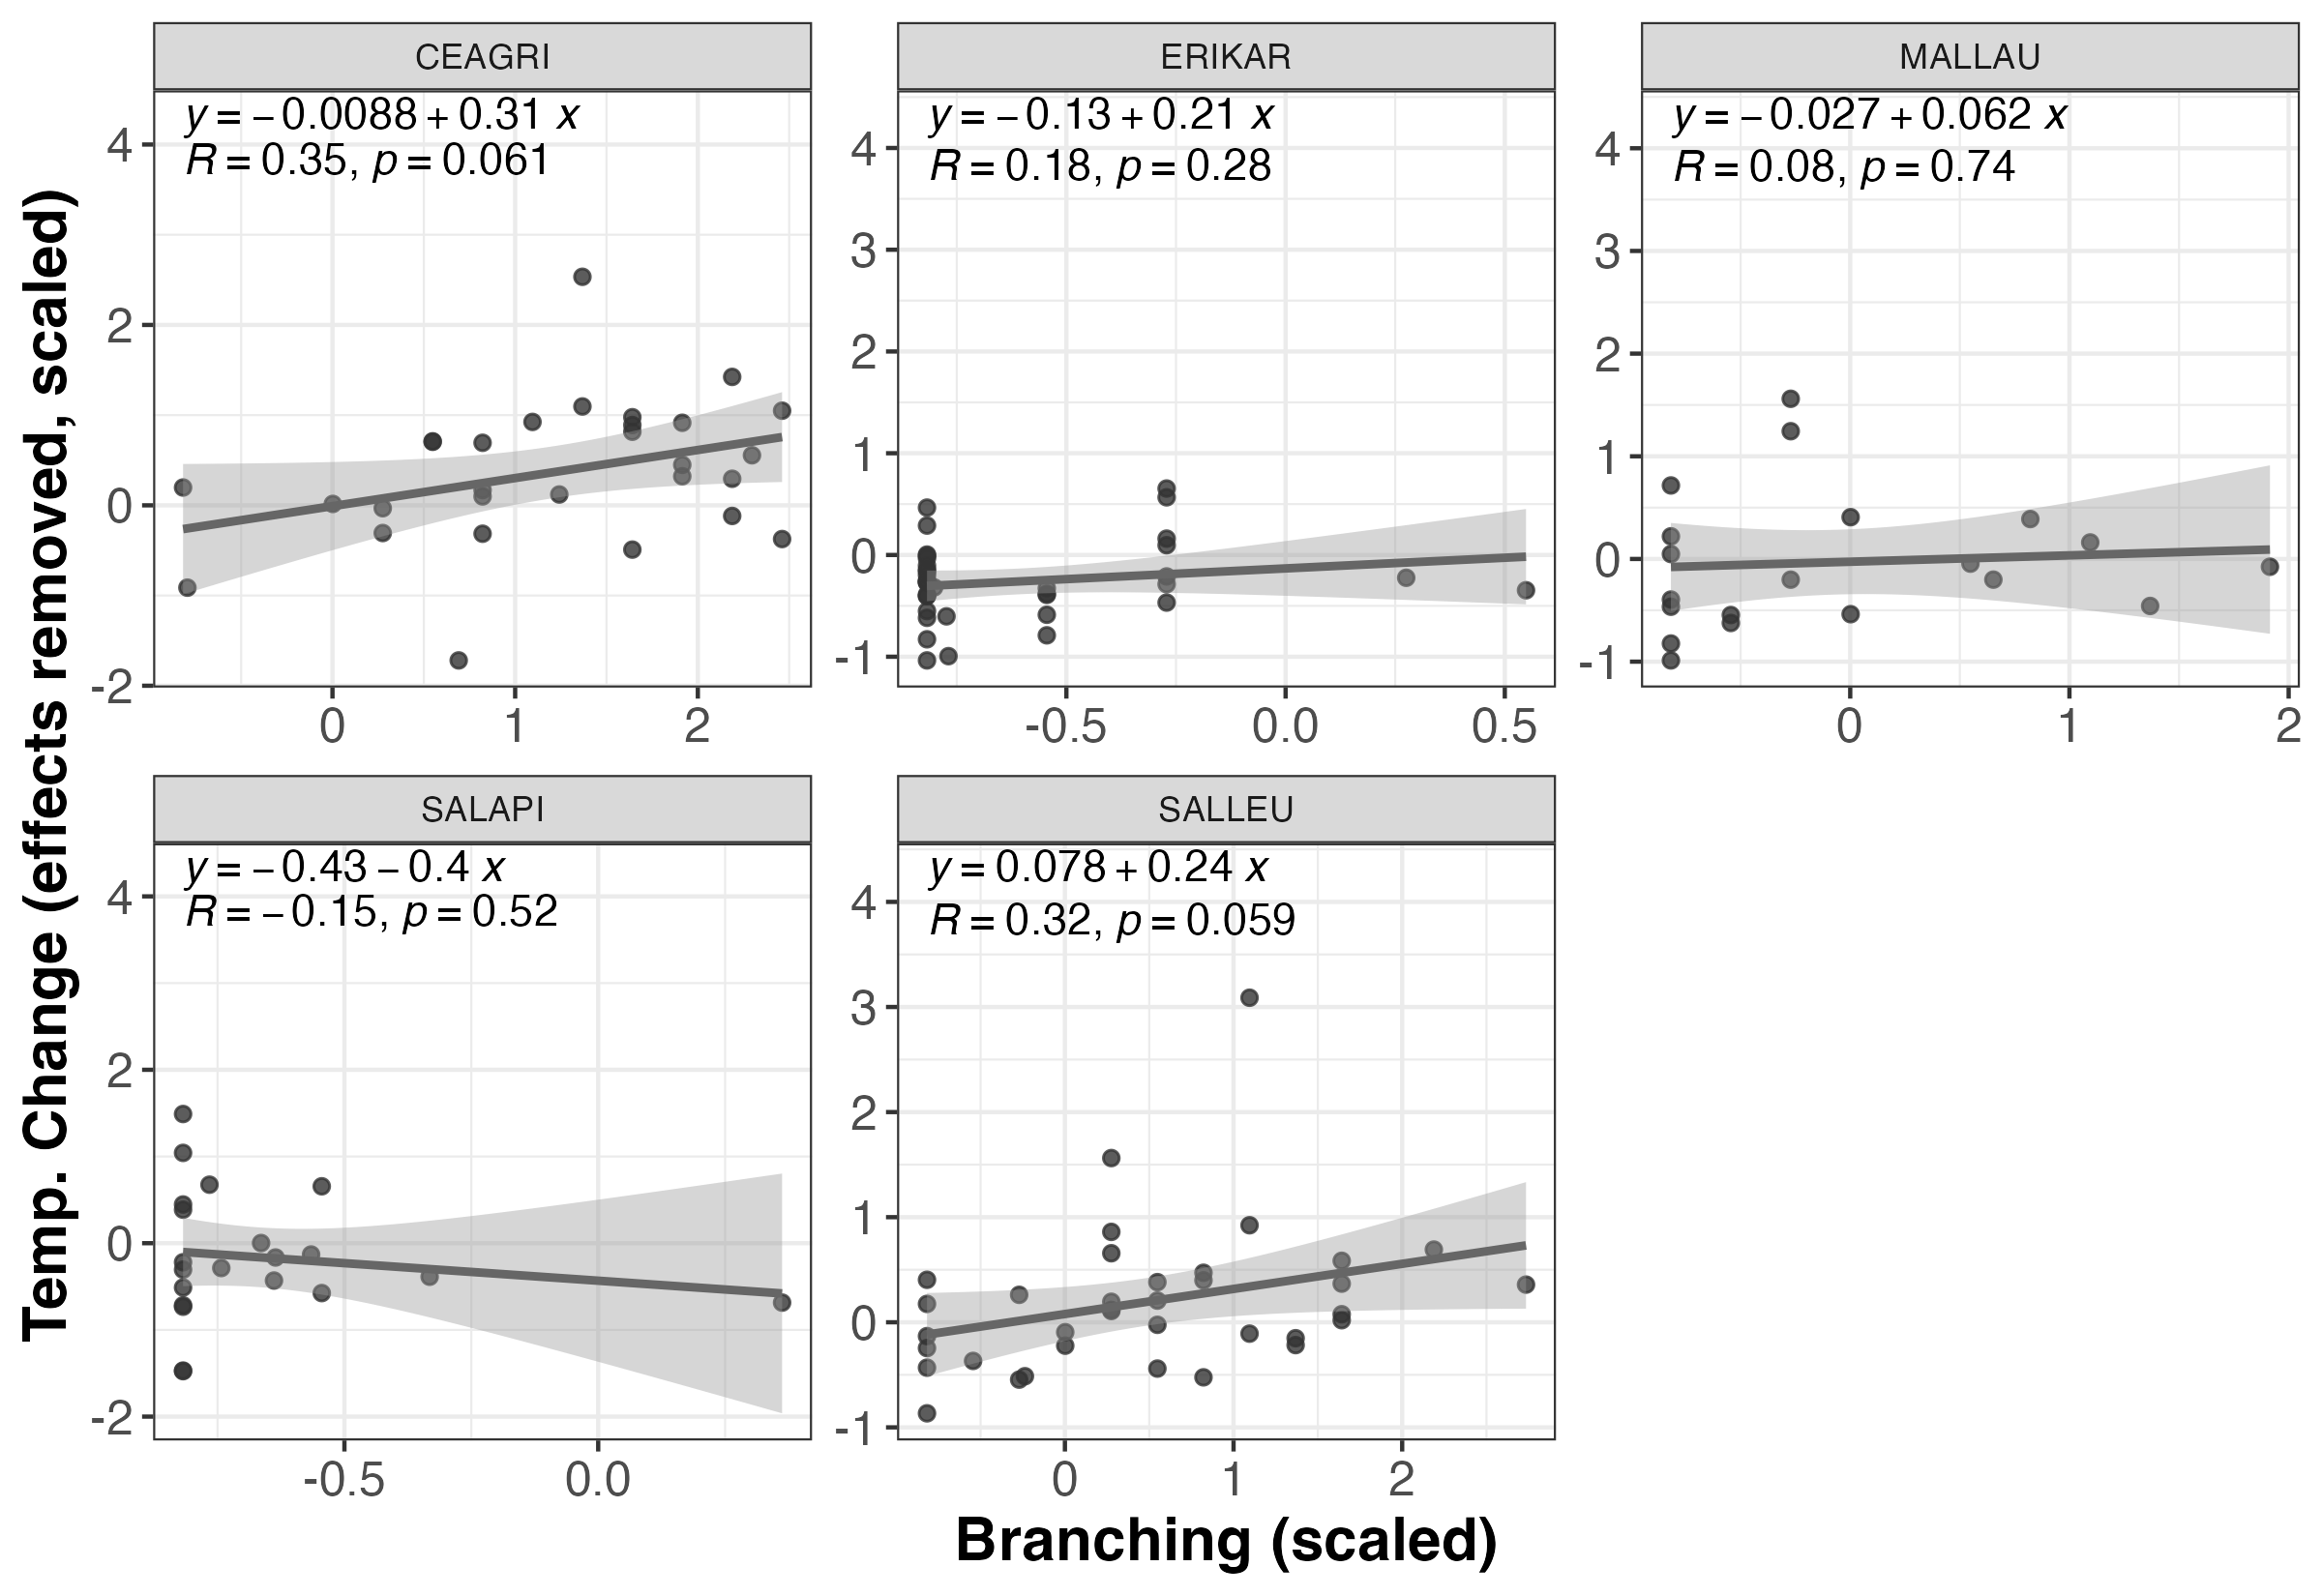 Temp. Change (effects removed, scaled)
CEAGRI
y = −0.0088 + 0.31 x
R = 0.35, p = 0.061
4
2
0
-2
0 1 2
ERIKAR
y = −0.13 + 0.21 x
R = 0.18, p = 0.28
4
3
2
1
0
-1
-0.5 0.0 0.5
MALLAU
y = −0.027 + 0.062 x
R = 0.08, p = 0.74
4
3
2
1
0
-1
0 1 2
SALAPI
y = −0.43 − 0.4 x
R = −0.15, p = 0.52
4
2
0
-2
-0.5 0.0
SALLEU
y = 0.078 + 0.24 x
R = 0.32, p = 0.059
4
3
2
1
0
-1
0 1 2
Branching (scaled)